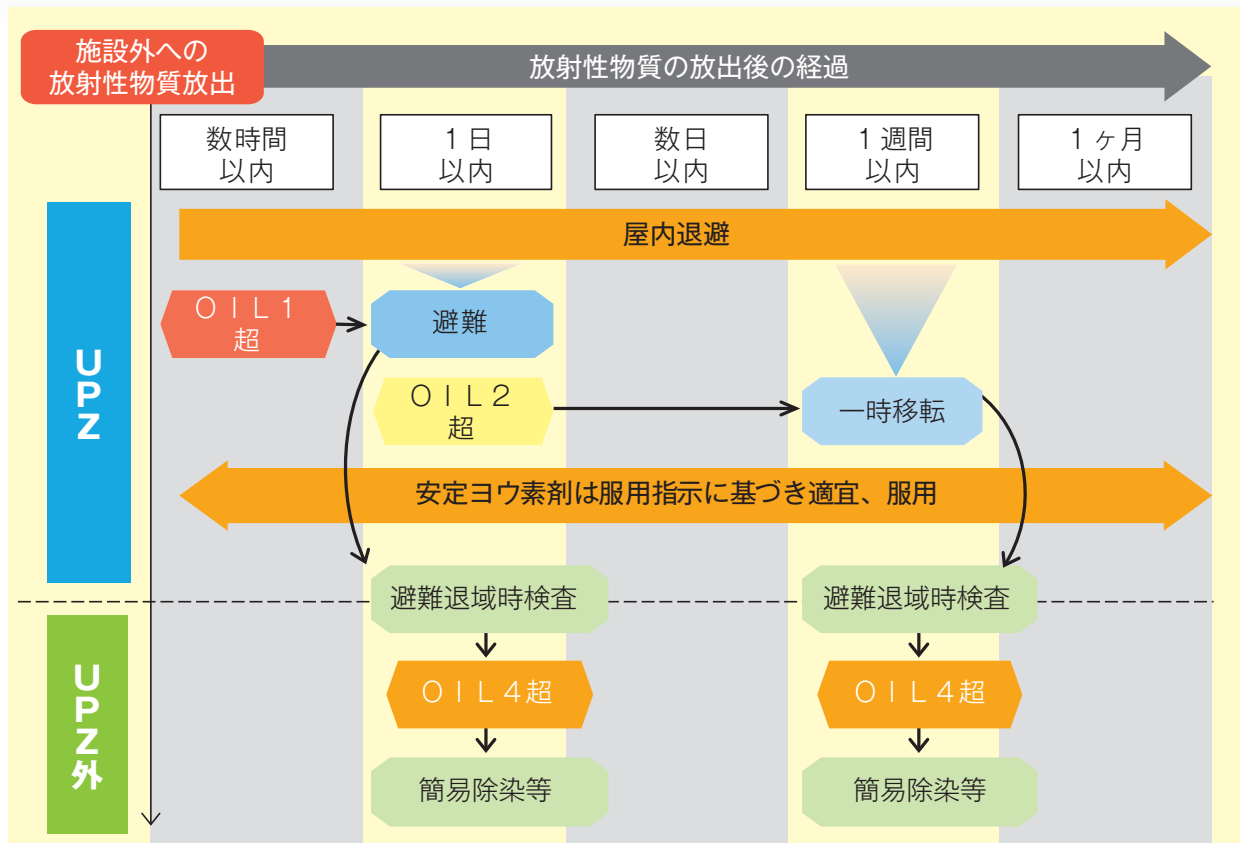 施設外への
放射性物質放出
放射性物質の放出後の経過
数時間
以内
１日
以内
数日
以内
１週間
以内
１ヶ月
以内
UPZ
屋内退避
ＯＩＬ１
超
避難
ＯＩＬ２
超
一時移転
安定ヨウ素剤は服用指示に基づき適宜、服用
避難退域時検査
避難退域時検査
UPZ外
ＯＩＬ４超
ＯＩＬ４超
簡易除染等
簡易除染等